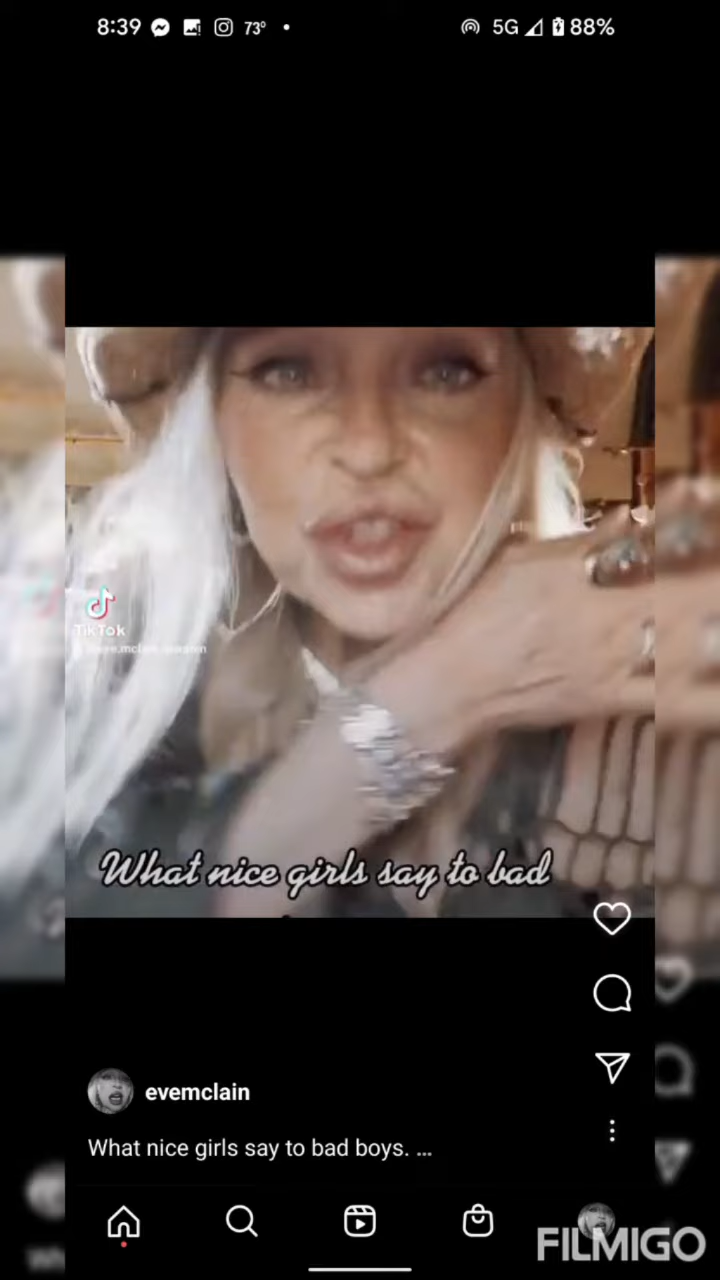 8:39 73° 5G 88%
TikTok
What nice girls say to bad
evemclain
What nice girls say to bad boys. ...
FILMIGO